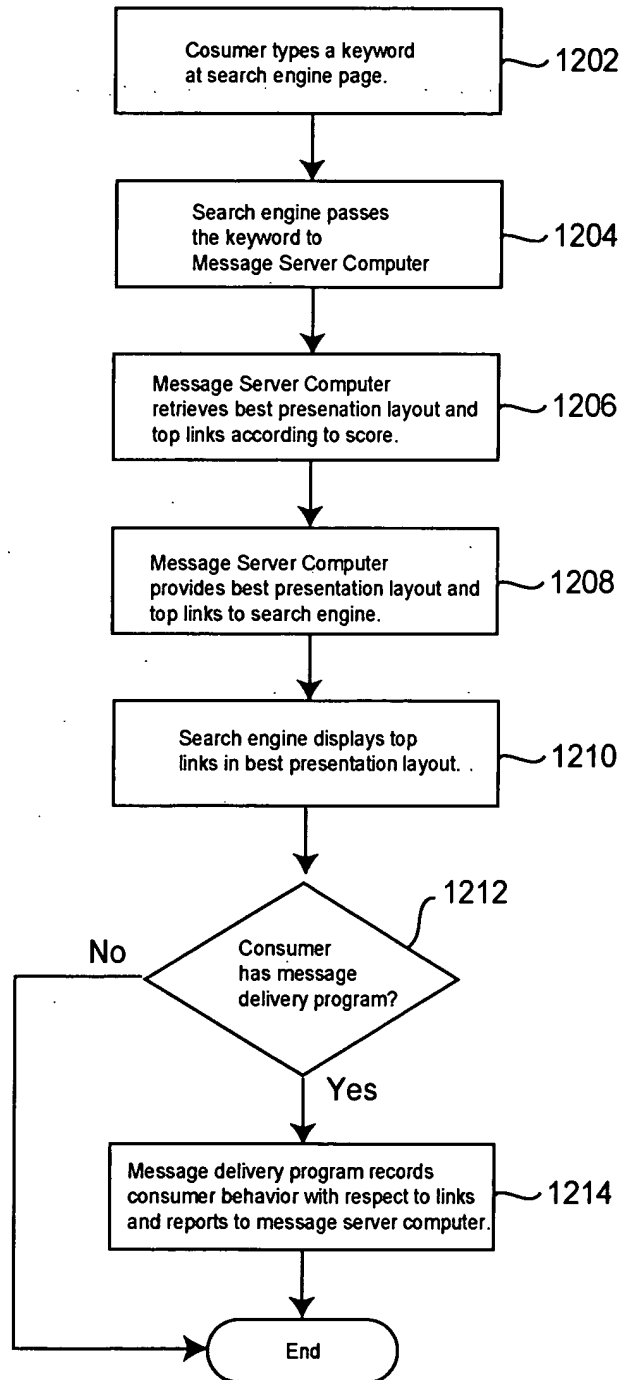 Cosumer types a keyword
at search engine page.
1202
Search engine passes
the keyword to
Message Server Computer
1204
Message Server Computer
retrieves best presenation layout and
top links according to score.
1206
Message Server Computer
provides best presentation layout and
top links to search engine.
1208
Search engine displays top
links in best presentation layout.
1210
1212
No
Consumer
has message
delivery program?
Yes
Message delivery program records
consumer behavior with respect to links
and reports to message server computer.
1214
End